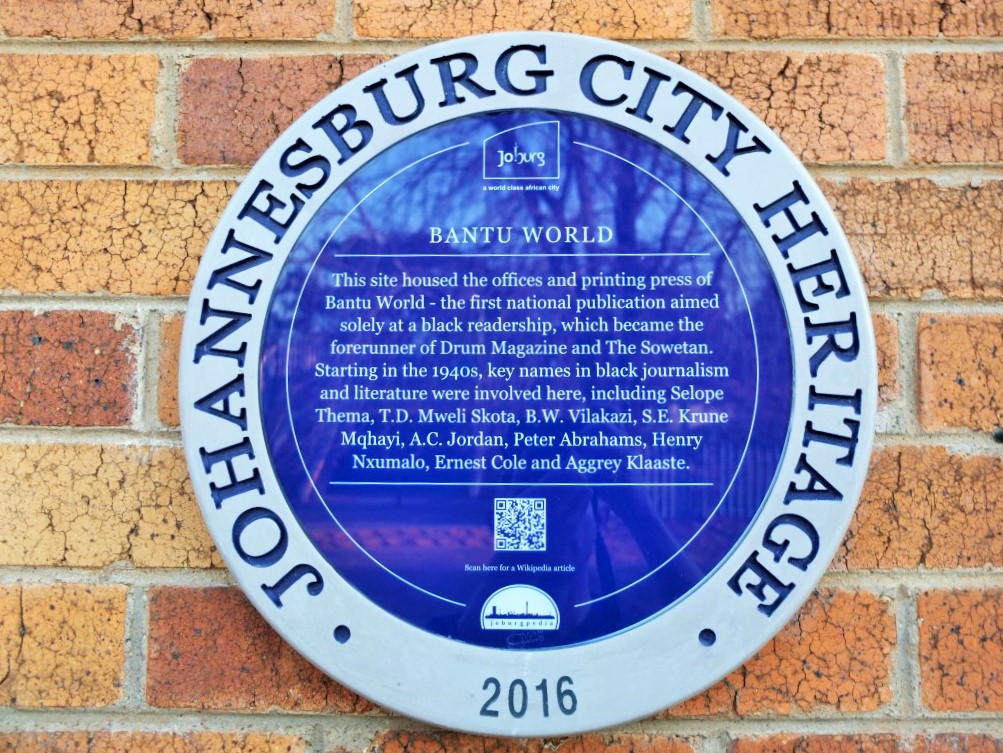 JOHANNESBURG CITY HERITAGE
Joburg
a world class african city
BANTU WORLD
This site housed the offices and printing press of
Bantu World - the first national publication aimed
solely at a black readership, which became the
forerunner of Drum Magazine and The Sowetan.
Starting in the 1940s, key names in black journalism
and literature were involved here, including Selope
Thema, T.D. Mweli Skota, B.W. Vilakazi, S.E. Krune
Mqhayi, A.C. Jordan, Peter Abrahams, Henry
Nxumalo, Ernest Cole and Aggrey Klaaste.
Scan here for a Wikipedia article
joburgpedia
2016